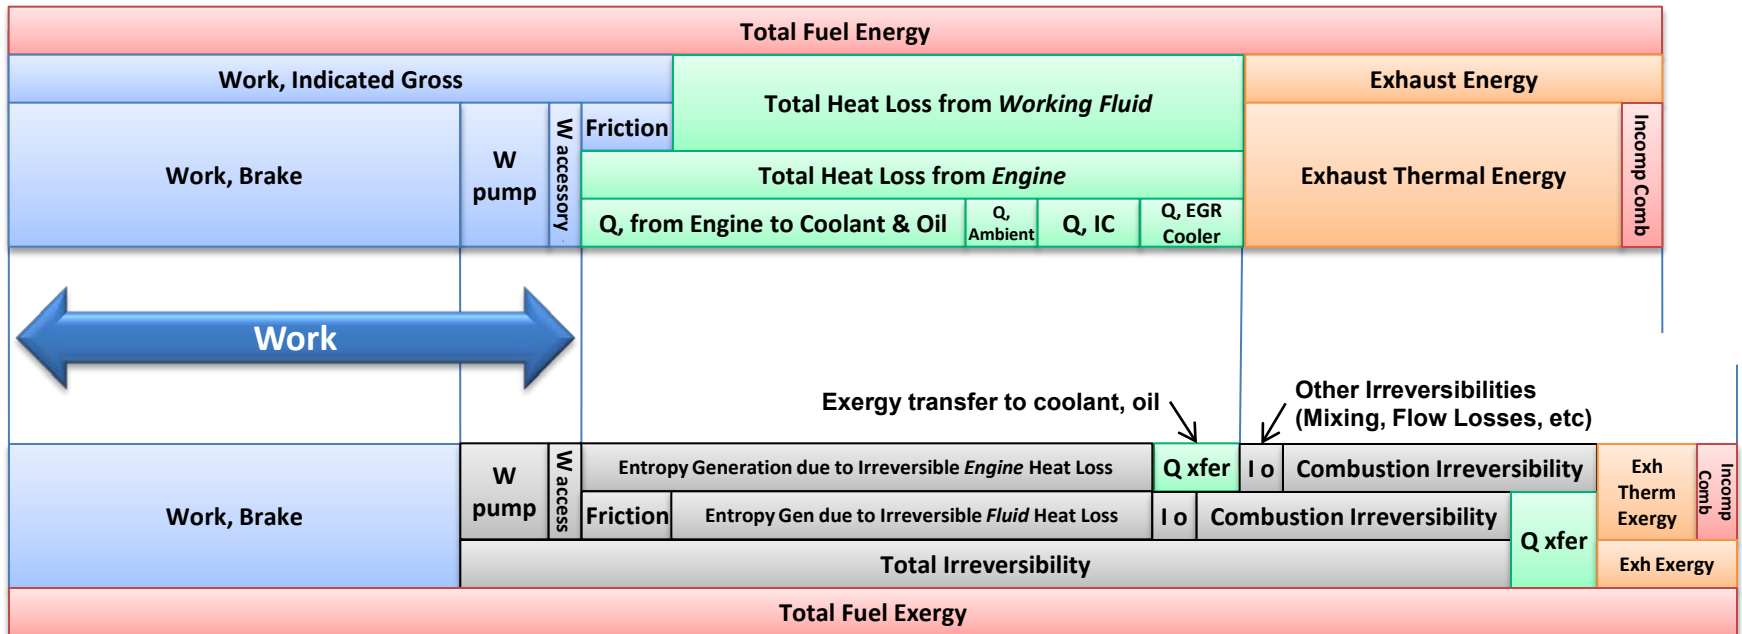 Total Fuel Energy
Work, Indicated Gross
Total Heat Loss from Working Fluid
Exhaust Energy
Work, Brake
W
pump
W accessory
Friction
Total Heat Loss from Engine
Exhaust Thermal Energy
Incomp Comb
Q, from Engine to Coolant & Oil
Q,
Ambient
Q, IC
Q, EGR
Cooler
Work
Exergy transfer to coolant, oil
Other Irreversibilities
(Mixing, Flow Losses, etc)
Work, Brake
W
pump
W access
Entropy Generation due to Irreversible Engine Heat Loss
Q xfer
I o
Combustion Irreversibility
Exh
Therm
Exergy
Incomp
Comb
Friction
Entropy Gen due to Irreversible Fluid Heat Loss
I o
Combustion Irreversibility
Q xfer
Total Irreversibility
Exh Exergy
Total Fuel Exergy